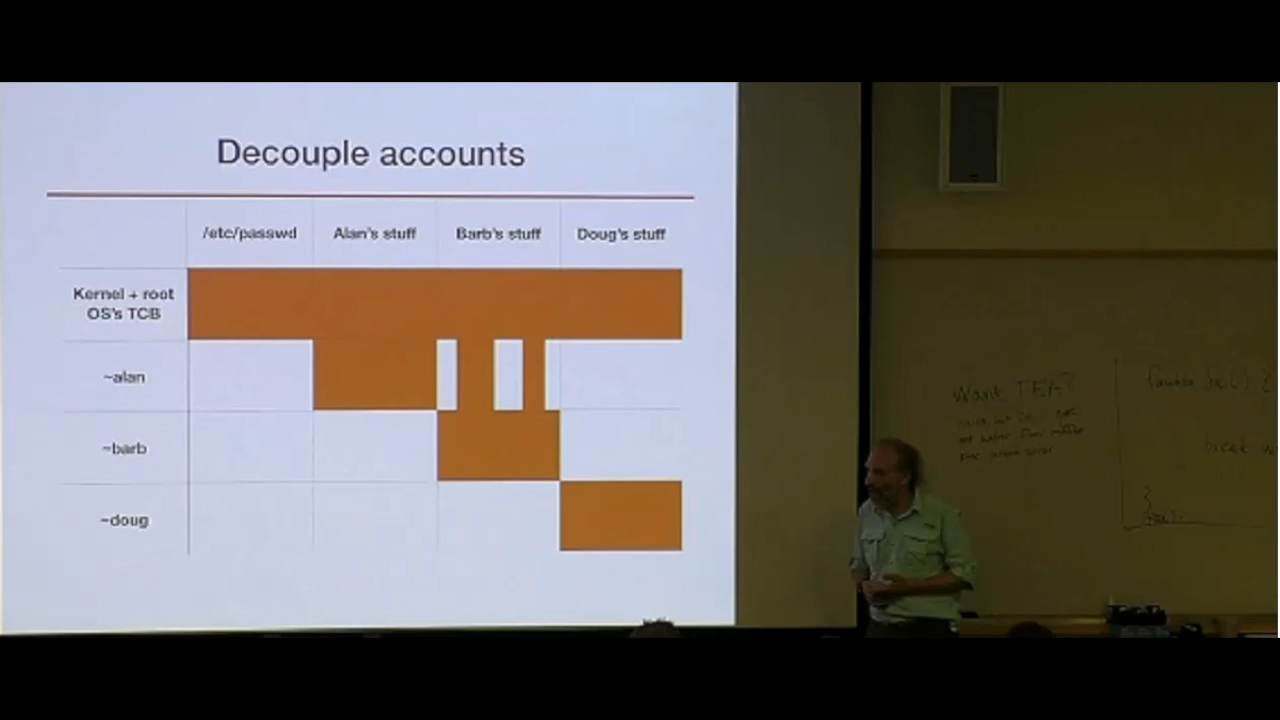 Decouple accounts
/etc/passwd Alan's stuff Barb's stuff Doug's stuff
Kernel + root
OS's TCB
~alan
~barb
~doug
Want TEA?
break